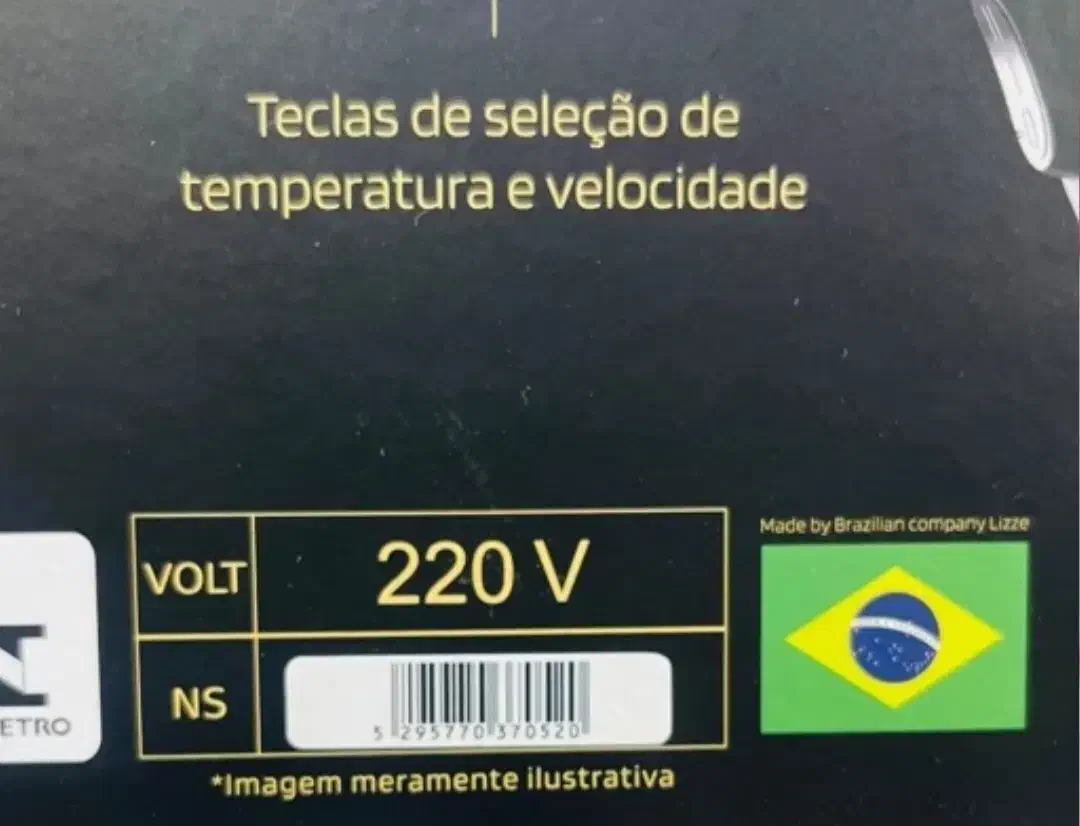 Teclas de seleção de
temperatura e velocidade
Made by Brazilian company Lizze
VOLT 220 V
NS
5 295770 370520
ETRO
*Imagem meramente ilustrativa